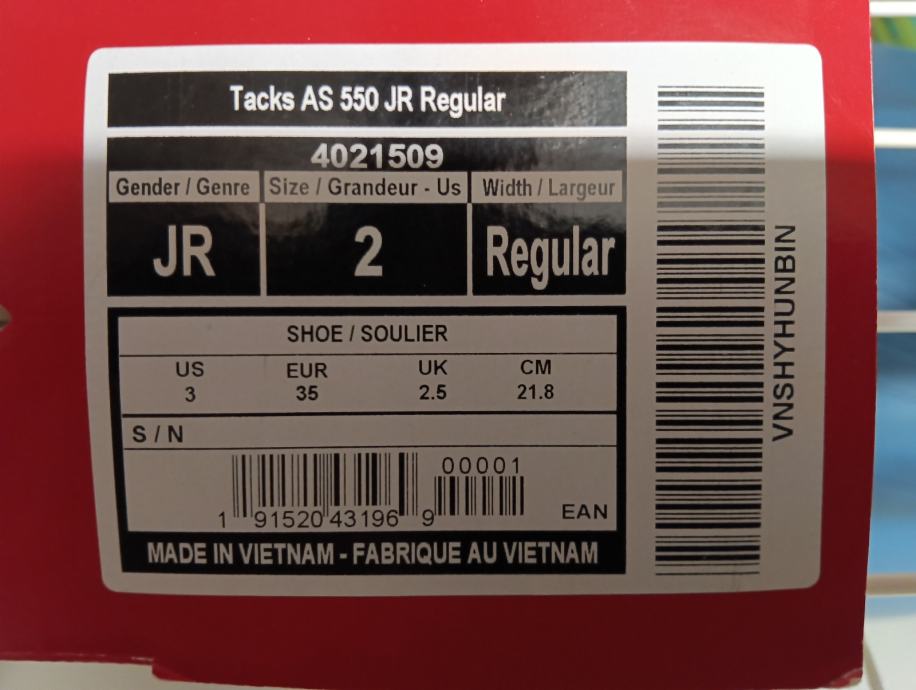 Tacks AS 550 JR Regular
4021509
Gender / Genre Size / Grandeur - Us Width / Largeur
JR 2 Regular
SHOE / SOULIER
US EUR UK CM
3 35 2.5 21.8
S / N
00001
1 91520 43196 9 EAN
MADE IN VIETNAM - FABRIQUE AU VIETNAM
VNSHYHUNBIN